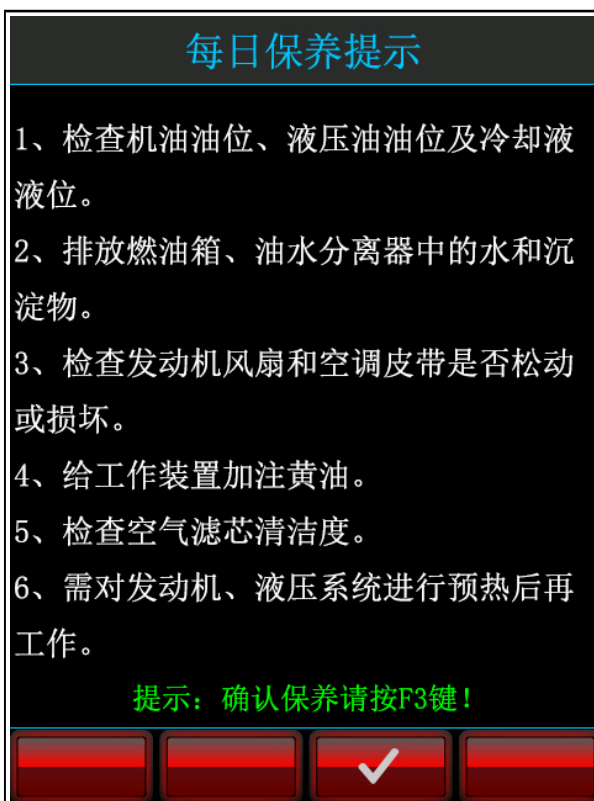 每日保养提示
1、检查机油油位、液压油油位及冷却液
液位。
2、排放燃油箱、油水分离器中的水和沉
淀物。
3、检查发动机风扇和空调皮带是否松动
或损坏。
4、给工作装置加注黄油。
5、检查空气滤芯清洁度。
6、需对发动机、液压系统进行预热后再
工作。
提示：确认保养请按F3键！